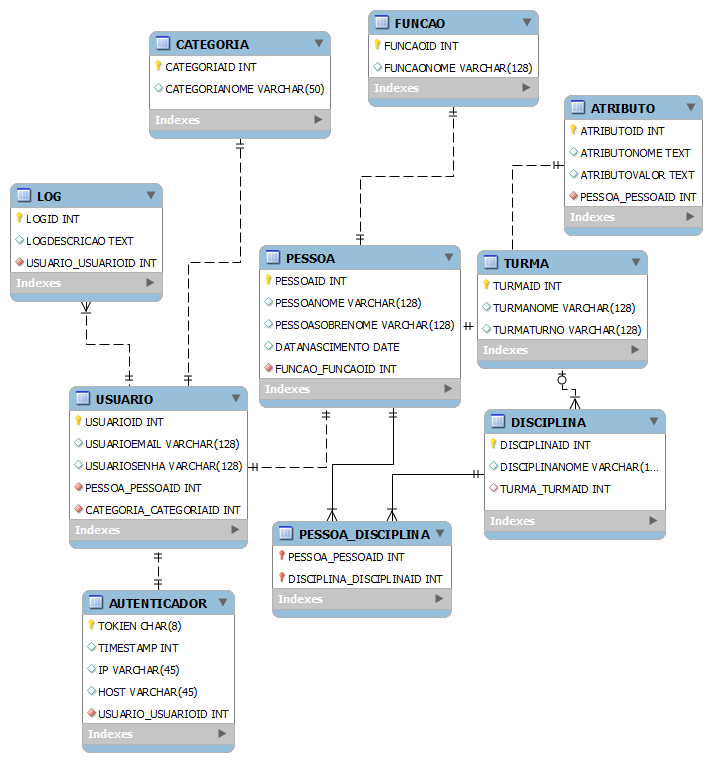 FUNCAO
FUNCAOID INT
FUNCAONOME VARCHAR(128)
Indexes
CATEGORIA
CATEGORIAID INT
CATEGORIANOME VARCHAR(50)
Indexes
ATRIBUTO
ATRIBUTOID INT
ATRIBUTONOME TEXT
ATRIBUTOVALOR TEXT
PESSOA_PESSOAID INT
Indexes
LOG
LOGID INT
LOGDESCRICAO TEXT
USUARIO_USUARIOID INT
Indexes
PESSOA
PESSOAID INT
PESSOANOME VARCHAR(128)
PESSOASOBRENOME VARCHAR(128)
DATANASCIMENTO DATE
FUNCAO_FUNCAOID INT
Indexes
TURMA
TURMAID INT
TURMANOME VARCHAR(128)
TURMATURNO VARCHAR(128)
Indexes
USUARIO
USUARIOID INT
USUARIOEMAIL VARCHAR(128)
USUARIOSENHA VARCHAR(128)
PESSOA_PESSOAID INT
CATEGORIA_CATEGORIAID INT
Indexes
DISCIPLINA
DISCIPLINAID INT
DISCIPLINANOME VARCHAR(1...
TURMA_TURMAID INT
Indexes
PESSOA_DISCIPLINA
PESSOA_PESSOAID INT
DISCIPLINA_DISCIPLINAID INT
Indexes
AUTENTICADOR
TOKIEN CHAR(8)
TIMESTAMP INT
IP VARCHAR(45)
HOST VARCHAR(45)
USUARIO_USUARIOID INT
Indexes